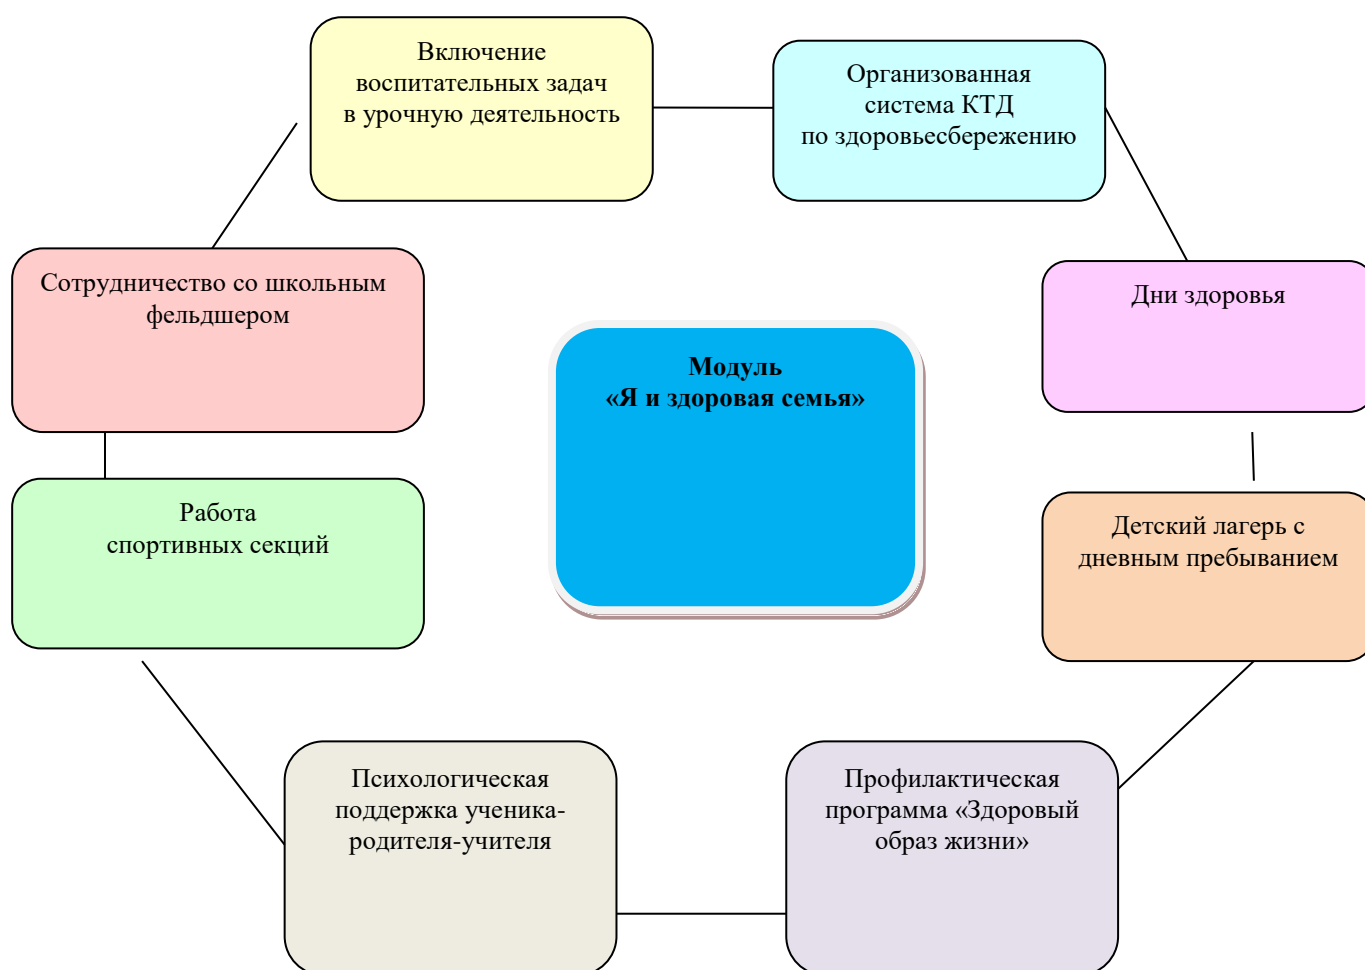 Включение
воспитательных задач
в урочную деятельность
Организованная
система КТД
по здоровьесбережению
Сотрудничество со школьным
фельдшером
Дни здоровья
Модуль
«Я и здоровая семья»
Работа
спортивных секций
Детский лагерь с
дневным пребыванием
Психологическая
поддержка ученика-
родителя-учителя
Профилактическая
программа «Здоровый
образ жизни»